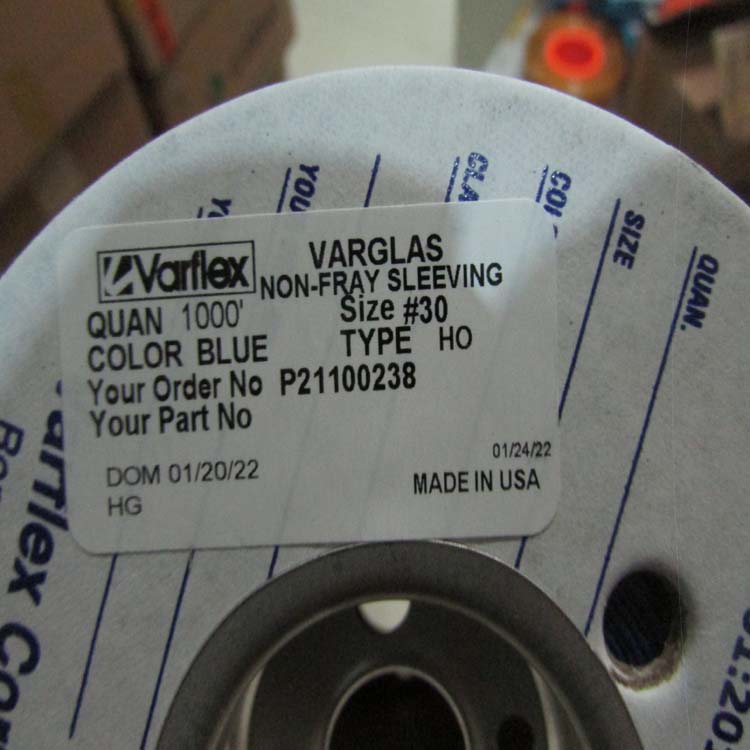 Varflex
VARGLAS
NON-FRAY SLEEVING
QUAN 1000' Size #30
COLOR BLUE TYPE HO
Your Order No P21100238
Your Part No
01/24/22
DOM 01/20/22 MADE IN USA
HG
SIZE
QUAN.